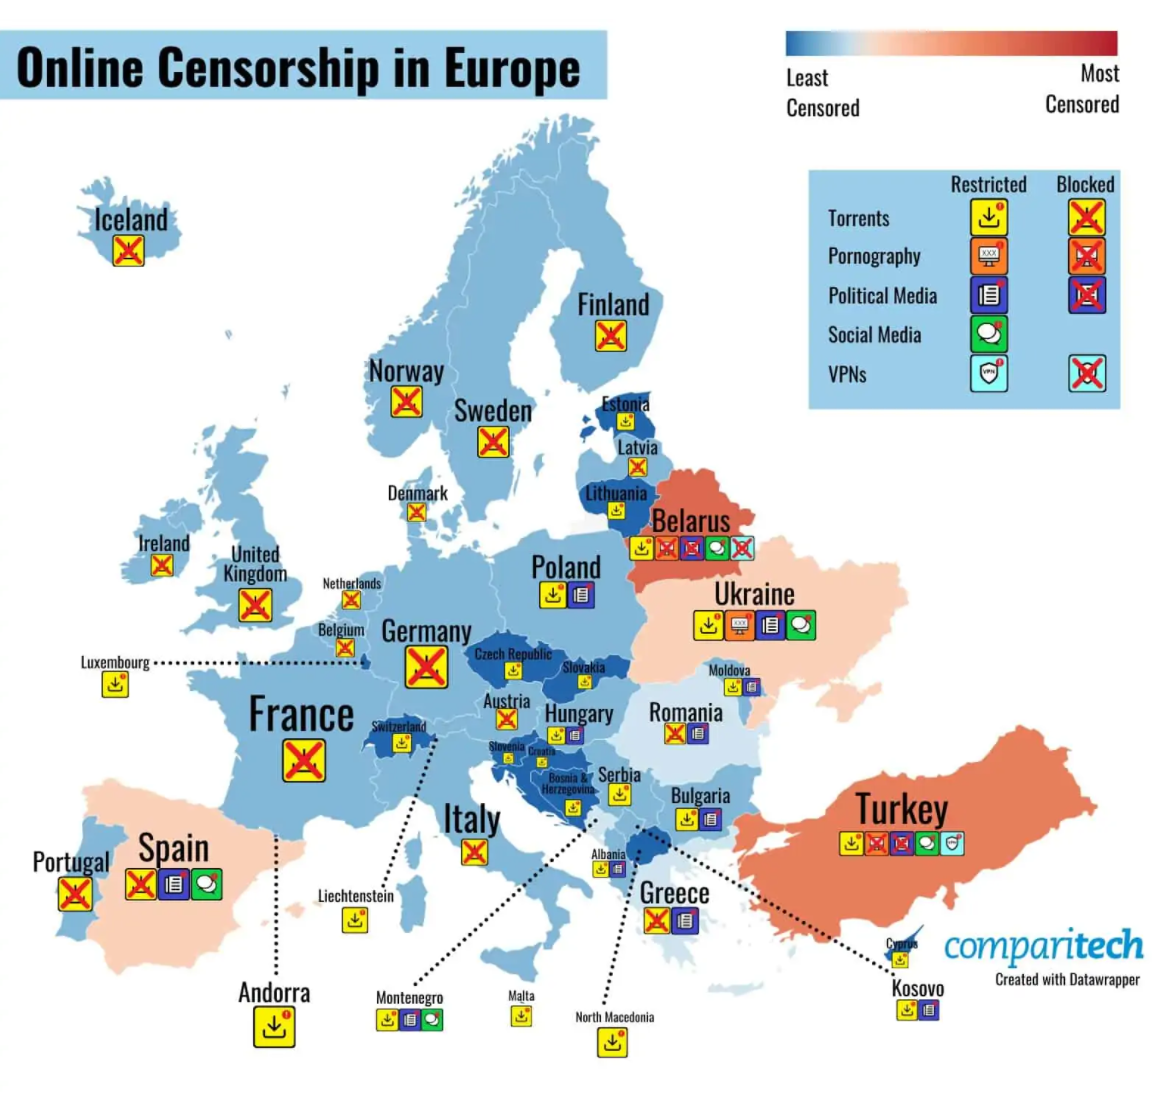 Online Censorship in Europe
Least
Censored
Most
Censored
Restricted
Blocked
Torrents
Pornography
Political Media
Social Media
VPNs
XXX
VPN
Iceland
Finland
Norway
Sweden
Estonia
Latvia
Denmark
Lithuania
Belarus
Ireland
United
Kingdom
Netherlands
Poland
Ukraine
Belgium
Germany
Luxembourg
Czech Republic
Slovakia
Moldova
France
Austria
Hungary
Romania
Switzerland
Slovenia
Croatia
Bosnia &
Herzegovina
Serbia
Bulgaria
Turkey
Italy
Spain
Portugal
Albania
Greece
Liechtenstein
Cyprus
comparitech
Created with Datawrapper
Kosovo
Andorra
Montenegro
Malta
North Macedonia